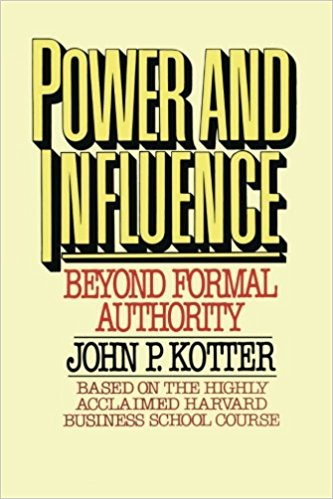 POWER AND
INFLUENCE
BEYOND FORMAL
AUTHORITY
JOHN P. KOTTER
BASED ON THE HIGHLY
ACCLAIMED HARVARD
BUSINESS SCHOOL COURSE